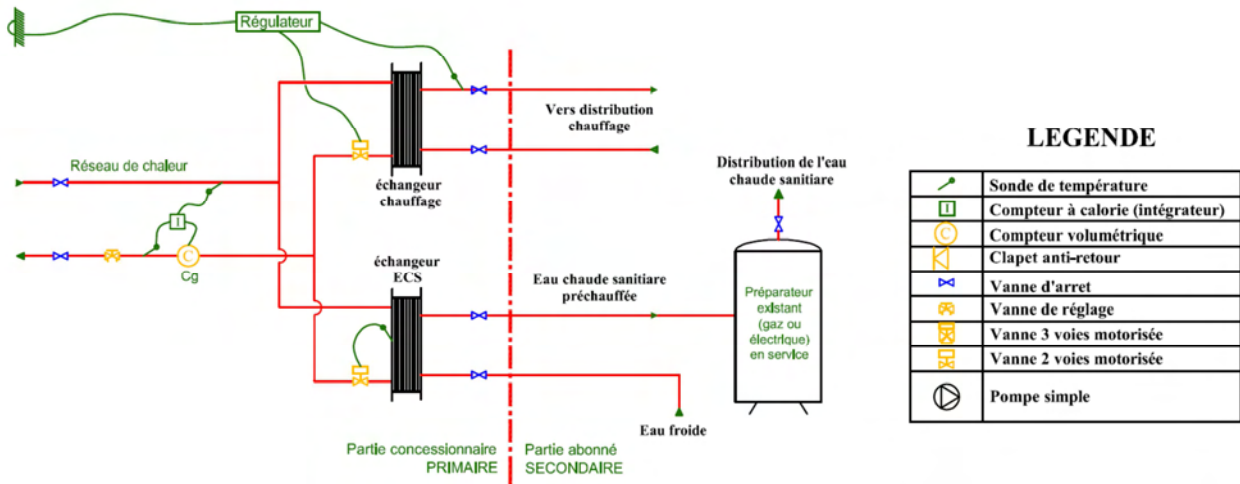 Régulateur
Vers distribution
chauffage
Réseau de chaleur
échangeur
chauffage
I
C
Cg
échangeur
ECS
Eau chaude sanitaire
préchauffée
Distribution de l'eau
chaude sanitaire
Préparateur
existant
(gaz ou
électrique)
en service
Eau froide
Partie concessionnaire
PRIMAIRE
Partie abonné
SECONDAIRE
LEGENDE
Sonde de température
I Compteur à calorie (intégrateur)
C Compteur volumétrique
Clapet anti-retour
Vanne d'arret
Vanne de réglage
Vanne 3 voies motorisée
Vanne 2 voies motorisée
Pompe simple